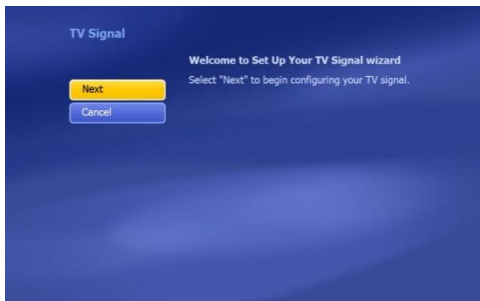 TV Signal
Welcome to Set Up Your TV Signal wizard
Select "Next" to begin configuring your TV signal.
Next
Cancel